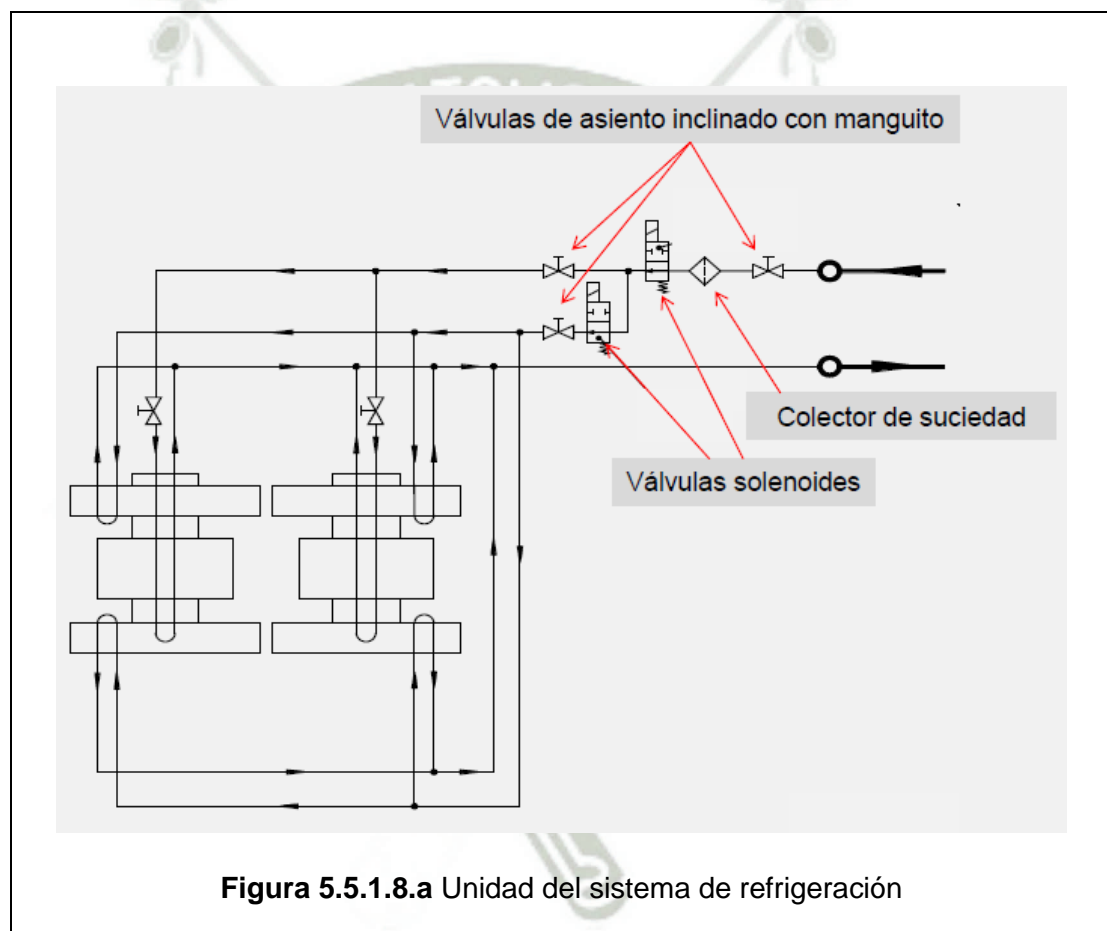 Válvulas de asiento inclinado con manguito
Colector de suciedad
Válvulas solenoides
Figura 5.5.1.8.a Unidad del sistema de refrigeración